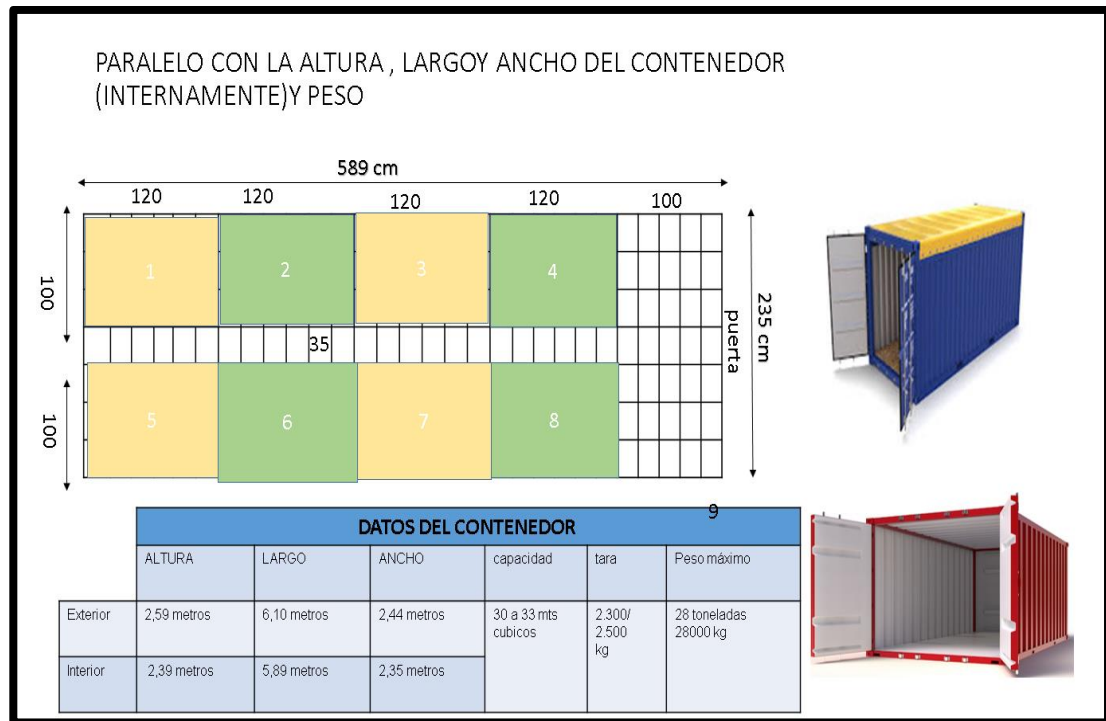 PARALELO CON LA ALTURA , LARGOY ANCHO DEL CONTENEDOR
(INTERNAMENTE)Y PESO
589 cm
120 120 120 120 100
1 2 3 4
100
35
235 cm
puerta
5 6 7 8
100
9
DATOS DEL CONTENEDOR
ALTURA LARGO ANCHO capacidad tara Peso máximo
Exterior 2,59 metros 6,10 metros 2,44 metros 30 a 33 mts 2.300/ 28 toneladas
cubicos 2.500 28000 kg
kg
Interior 2,39 metros 5,89 metros 2,35 metros